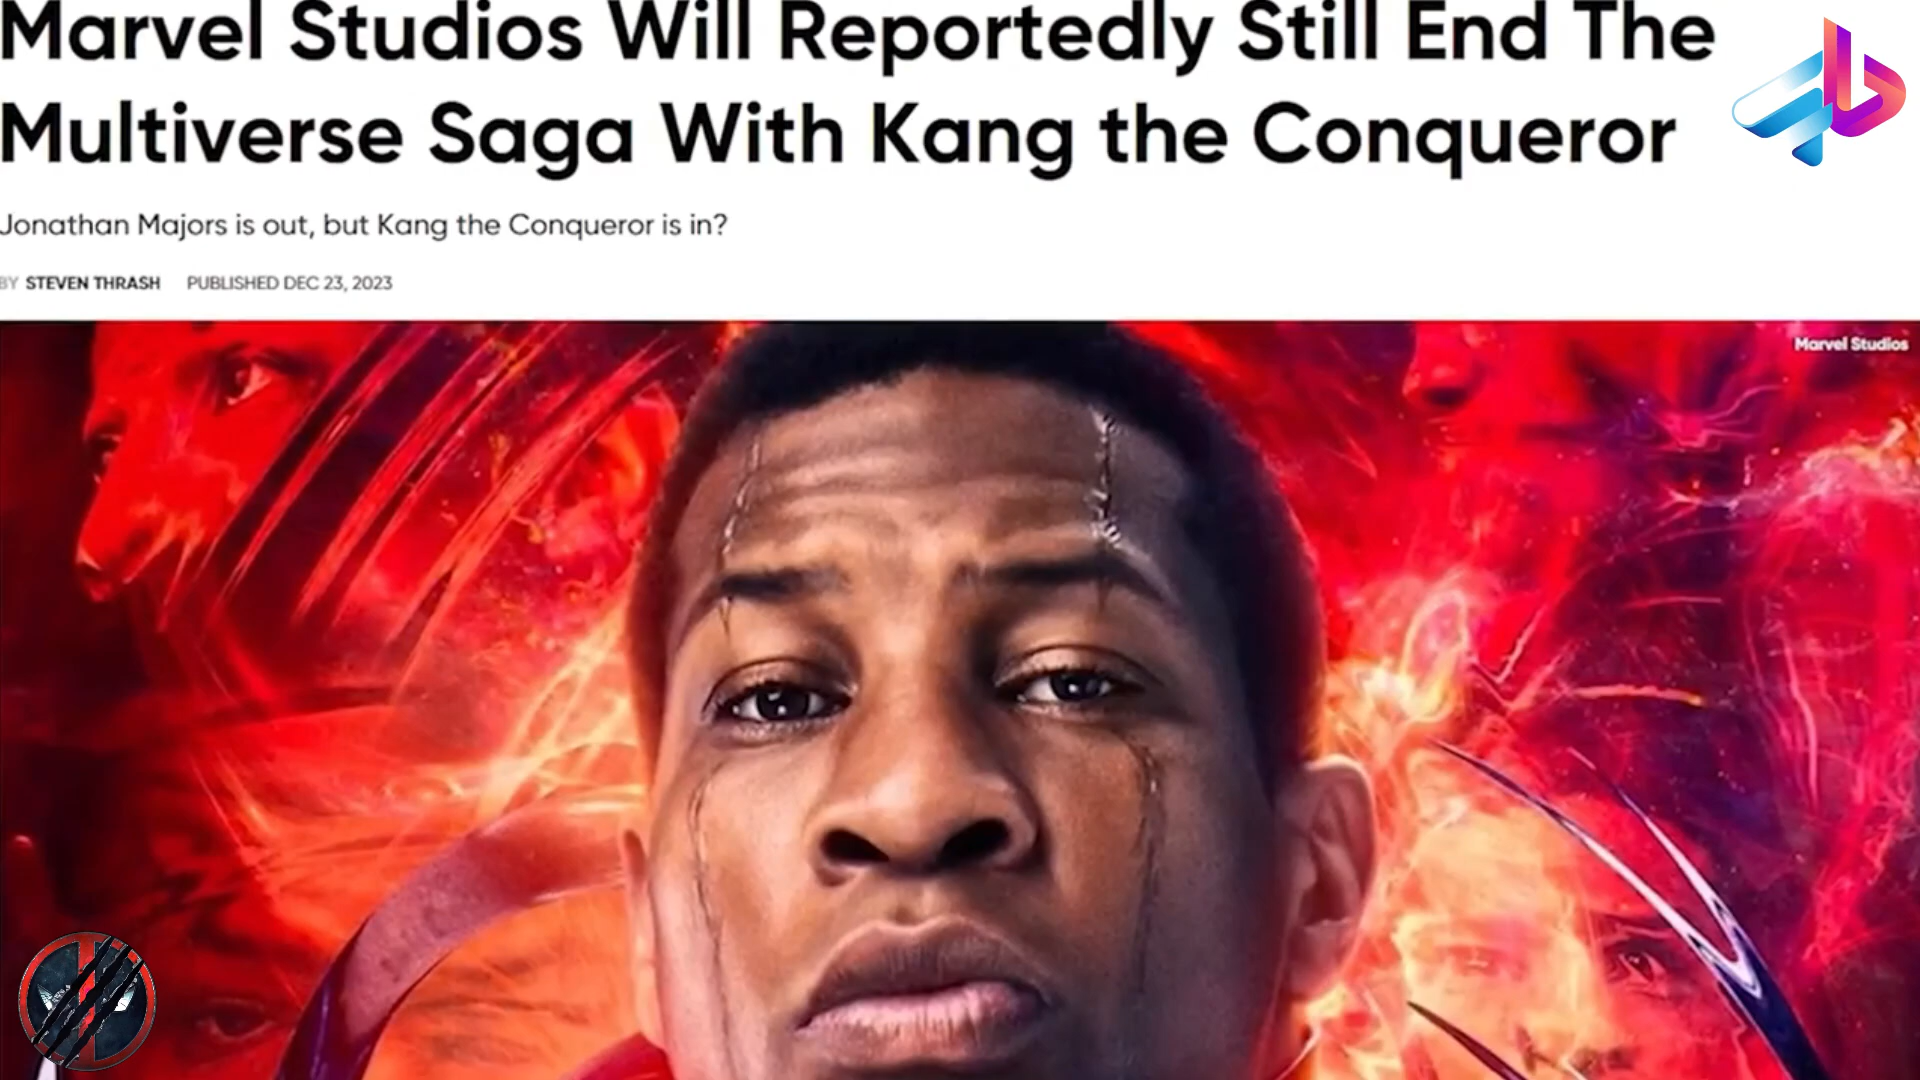 Marvel Studios Will Reportedly Still End The
Multiverse Saga With Kang the Conqueror
Jonathan Majors is out, but Kang the Conqueror is in?
BY STEVEN THRASH PUBLISHED DEC 23, 2023
Marvel Studios